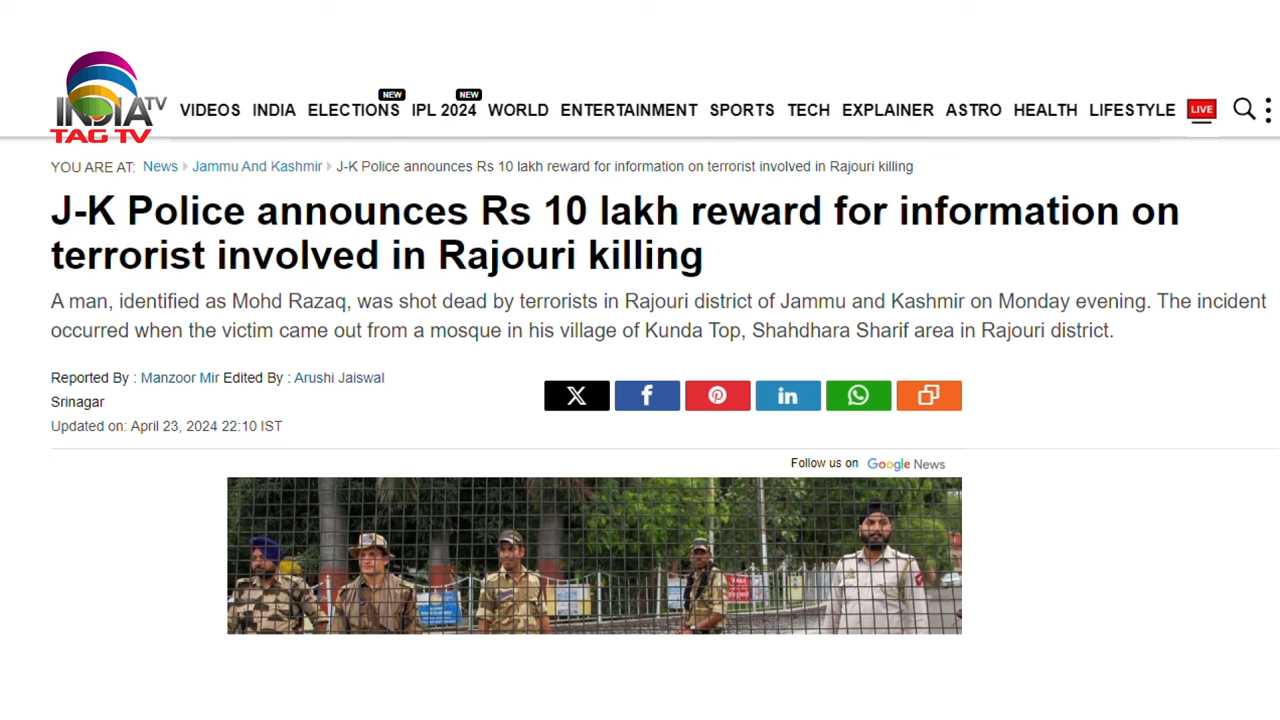 INDIA TV
TAG TV
NEW
NEW
VIDEOS INDIA ELECTIONS IPL 2024 WORLD ENTERTAINMENT SPORTS TECH EXPLAINER ASTRO HEALTH LIFESTYLE LIVE
YOU ARE AT: News Jammu And Kashmir J-K Police announces Rs 10 lakh reward for information on terrorist involved in Rajouri killing
J-K Police announces Rs 10 lakh reward for information on
terrorist involved in Rajouri killing
A man, identified as Mohd Razaq, was shot dead by terrorists in Rajouri district of Jammu and Kashmir on Monday evening. The incident
occurred when the victim came out from a mosque in his village of Kunda Top, Shahdhara Sharif area in Rajouri district.
Reported By : Manzoor Mir Edited By : Arushi Jaiswal
Srinagar
Updated on: April 23, 2024 22:10 IST
Follow us on Google News